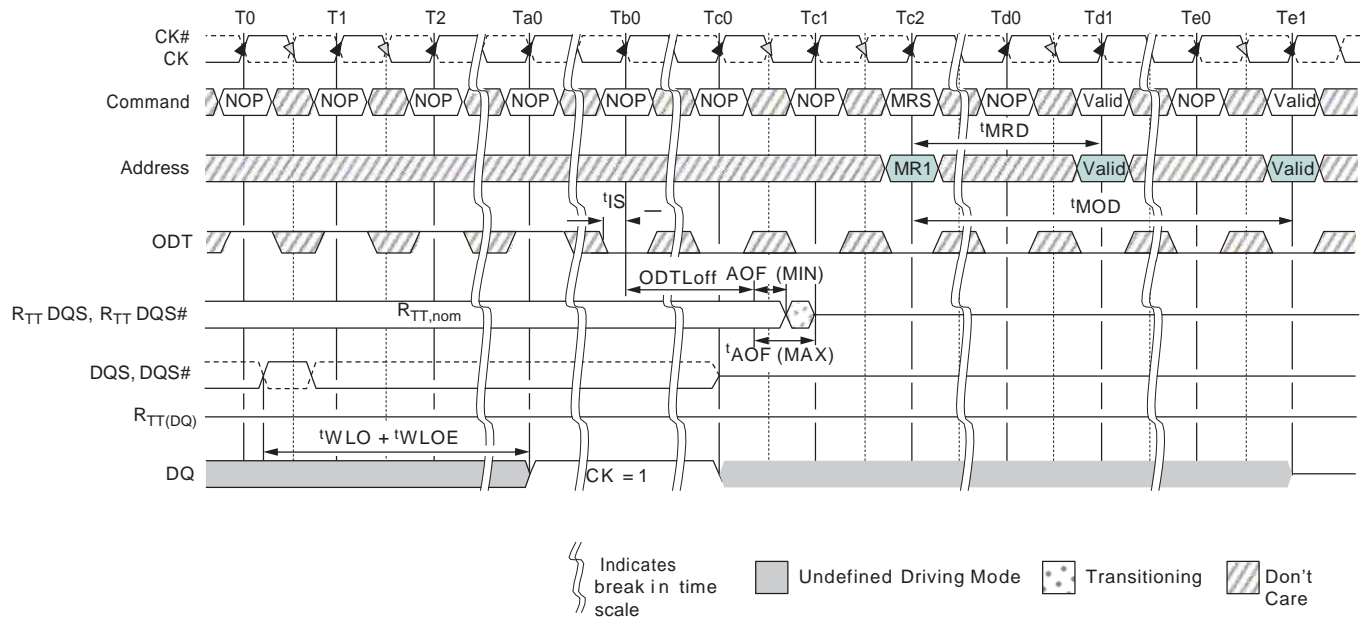 T0 T1 T2 Ta0 Tb0 Tc0 Tc1 Tc2 Td0 Td1 Te0 Te1
CK#
CK
Command NOP NOP NOP NOP NOP NOP NOP MRS NOP Valid NOP Valid
tMRD
Address MR1 Valid Valid
tIS
tMOD
ODT
ODTLoff AOF (MIN)
RTT DQS, RTT DQS# RTT,nom
tAOF (MAX)
DQS, DQS#
RTT(DQ)
tWLO + tWLOE
DQ CK = 1
Indicates
break in time
scale
Undefined Driving Mode
Transitioning
Don't
Care